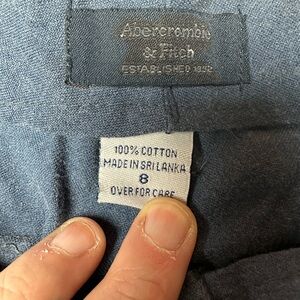 Abercrombie
& Fitch
ESTABLISHED 1892
100% COTTON
MADE IN SRI LANKA
8
OVER FOR CARE